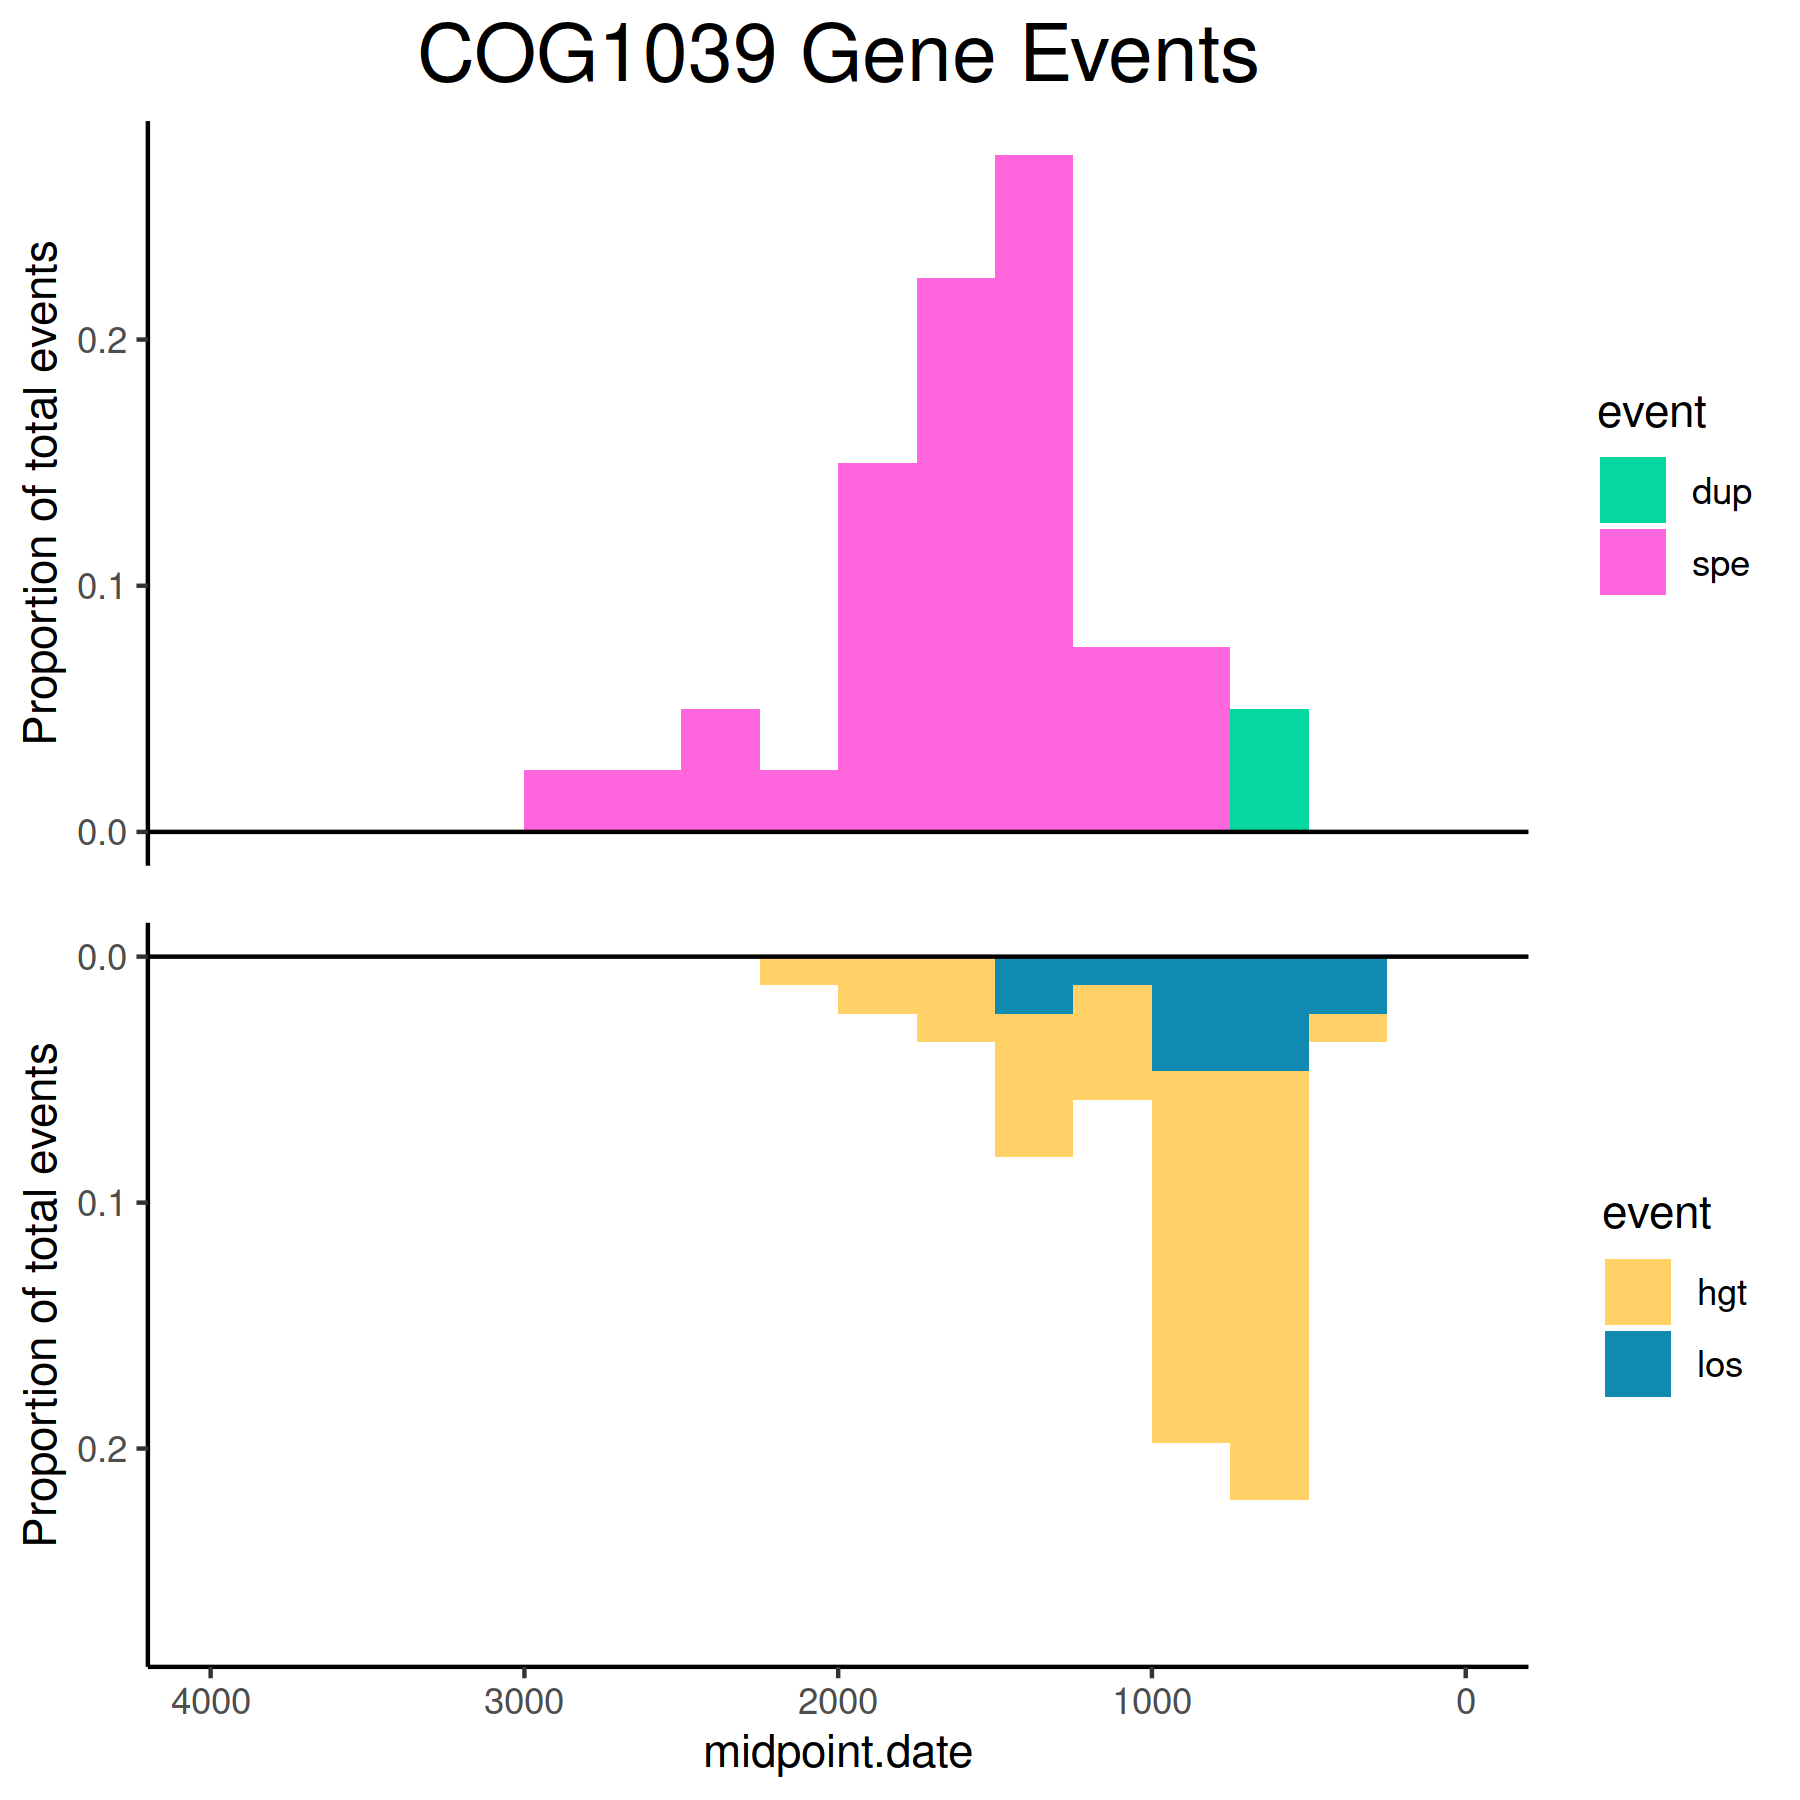 COG1039 Gene Events
Proportion of total events
0.2
0.1
0.0
event
dup
spe
Proportion of total events
0.0
0.1
0.2
event
hgt
los
4000 3000 2000 1000 0
midpoint.date